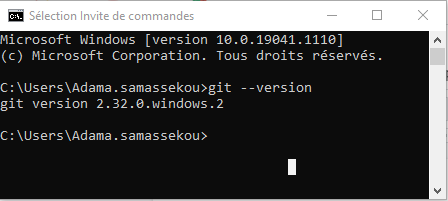 Sélection Invite de commandes
Microsoft Windows [version 10.0.19041.1110]
(c) Microsoft Corporation. Tous droits réservés.
C:\Users\Adama.samassekou>git --version
git version 2.32.0.windows.2
C:\Users\Adama.samassekou>